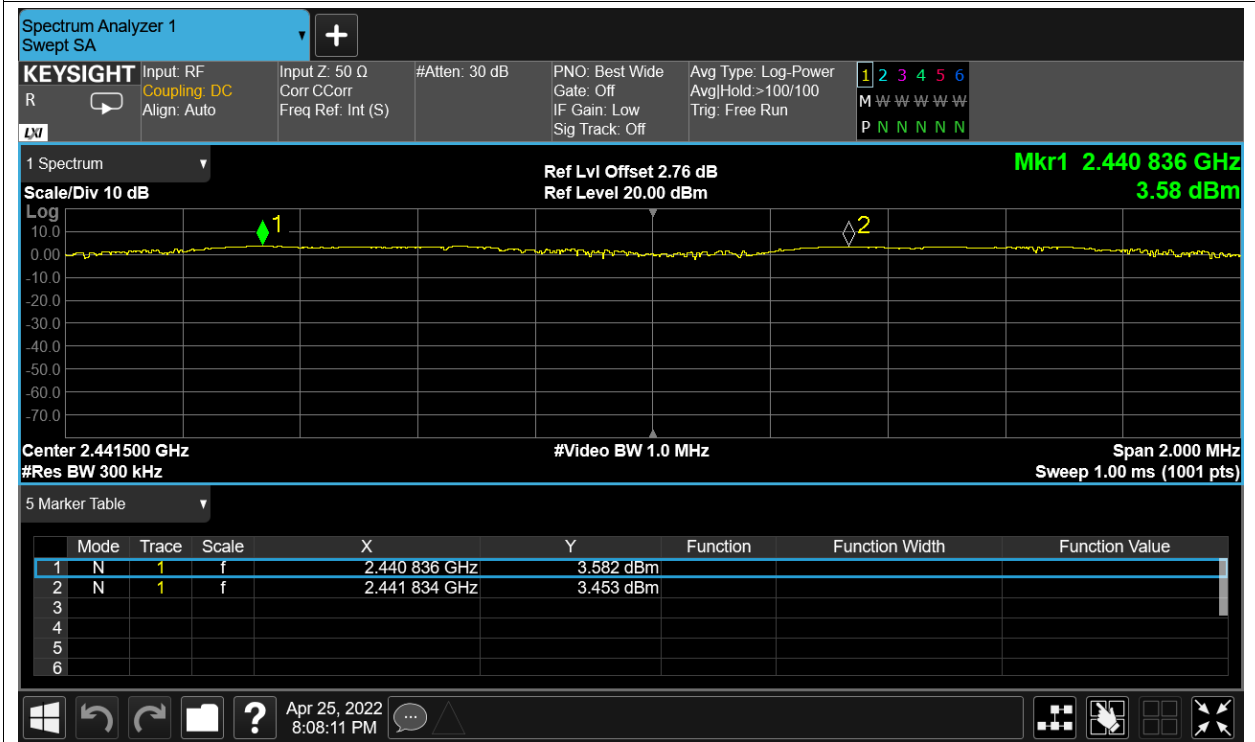 Spectrum Analyzer 1
Swept SA
+
KEYSIGHT
R
LXI
Input: RF
Coupling: DC
Align: Auto
Input Z: 50 Ω
Corr CCorr
Freq Ref: Int (S)
#Atten: 30 dB
PNO: Best Wide
Gate: Off
IF Gain: Low
Sig Track: Off
Avg Type: Log-Power
Avg|Hold:>100/100
Trig: Free Run
1 2 3 4 5 6
M W W W W W
P N N N N N
1 Spectrum
Scale/Div 10 dB
Ref Lvl Offset 2.76 dB
Ref Level 20.00 dBm
Mkr1 2.440 836 GHz
3.58 dBm
Log
1
2
10.0
0.00
-10.0
-20.0
-30.0
-40.0
-50.0
-60.0
-70.0
Center 2.441500 GHz #Video BW 1.0 MHz Span 2.000 MHz
#Res BW 300 kHz Sweep 1.00 ms (1001 pts)
5 Marker Table
Mode Trace Scale X Y Function Function Width Function Value
1 N 1 f 2.440 836 GHz 3.582 dBm
2 N 1 f 2.441 834 GHz 3.453 dBm
3
4
5
6
? Apr 25, 2022
8:08:11 PM